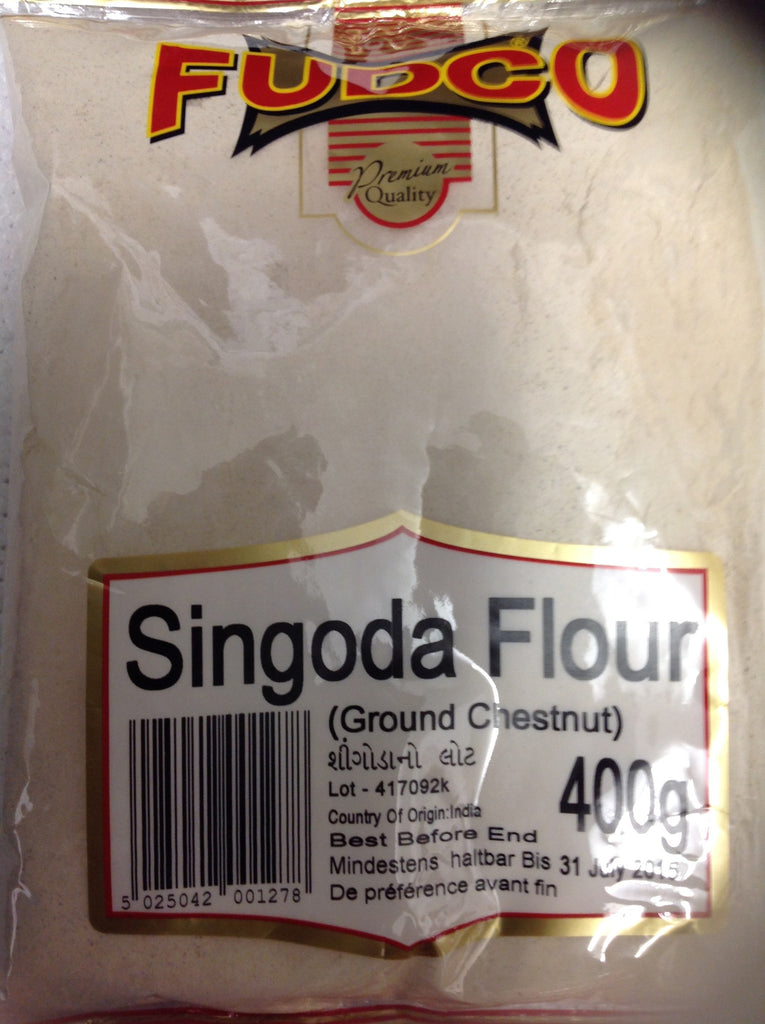 FUDCO
Premium
Quality
Singoda Flour
(Ground Chestnut)
શીંગોડાનો લોટ
400g
Lot - 417092k
Country Of Origin:India
Best Before End
Mindestens haltbar Bis 31 July 2015
De préférence avant fin
5 025042 001278